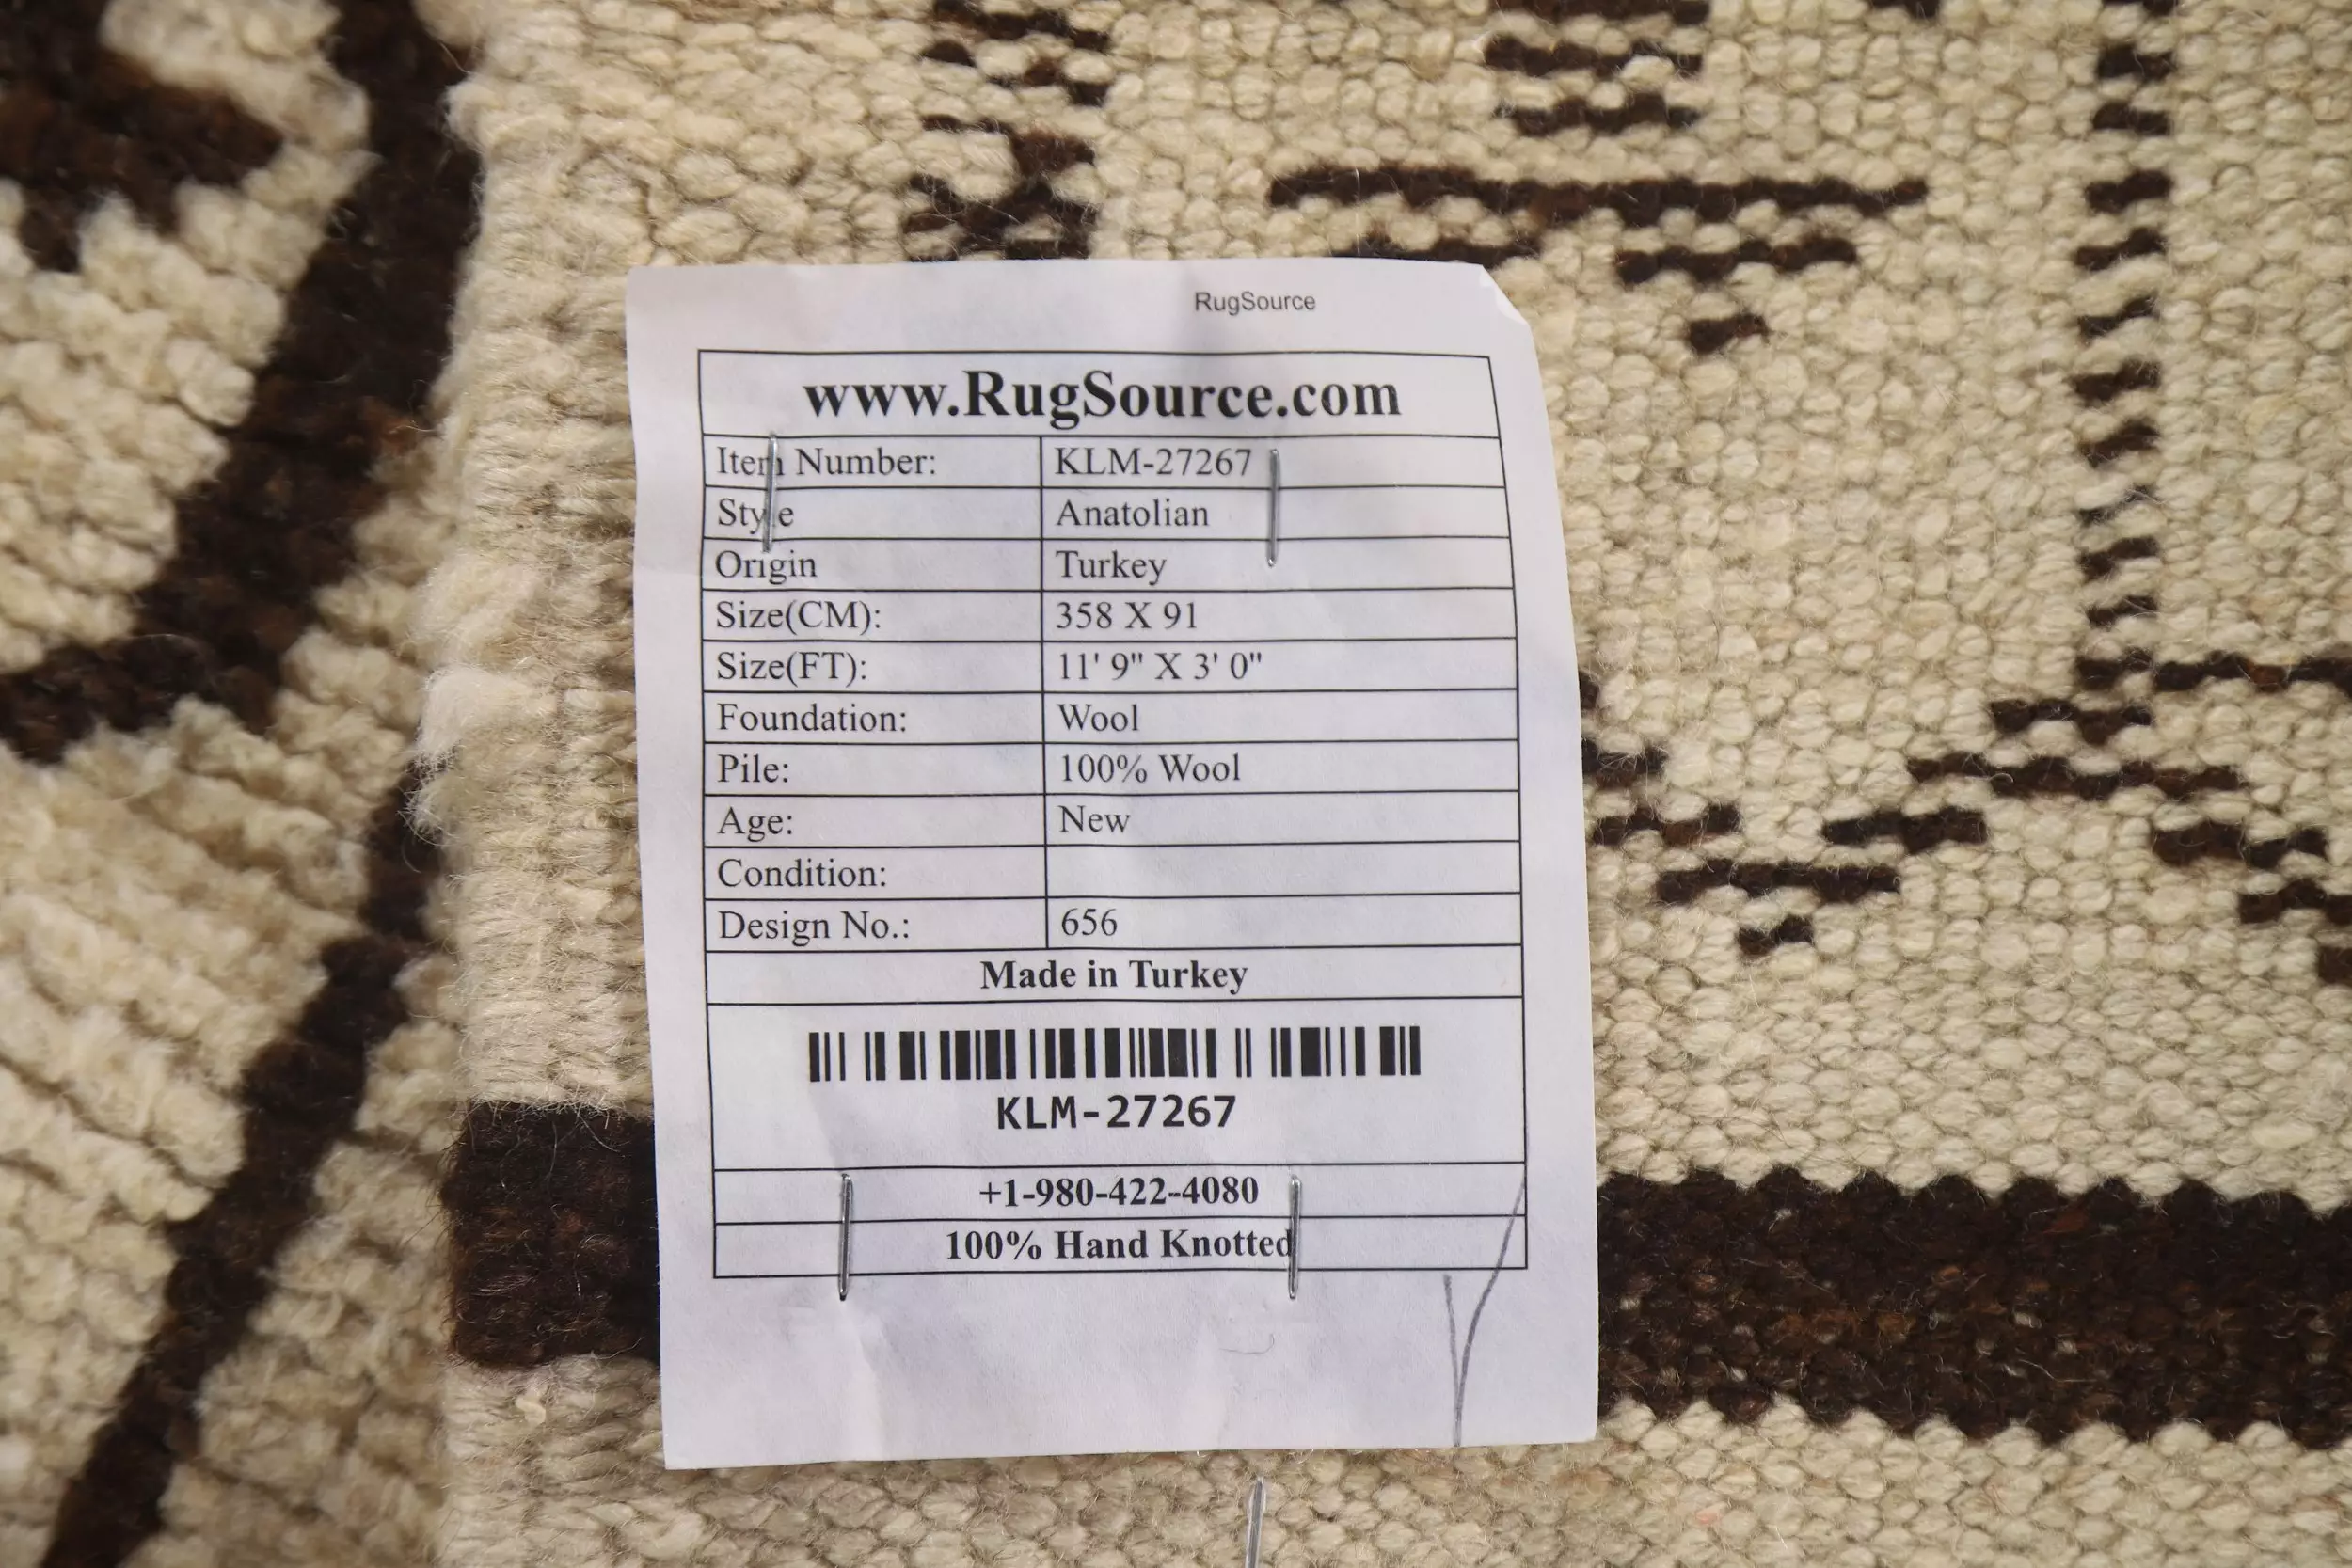 RugSource
www.RugSource.com
Item Number: KLM-27267
Style Anatolian
Origin Turkey
Size(CM): 358 X 91
Size(FT): 11' 9" X 3' 0"
Foundation: Wool
Pile: 100% Wool
Age: New
Condition:
Design No.: 656
Made in Turkey
KLM-27267
+1-980-422-4080
100% Hand Knotted